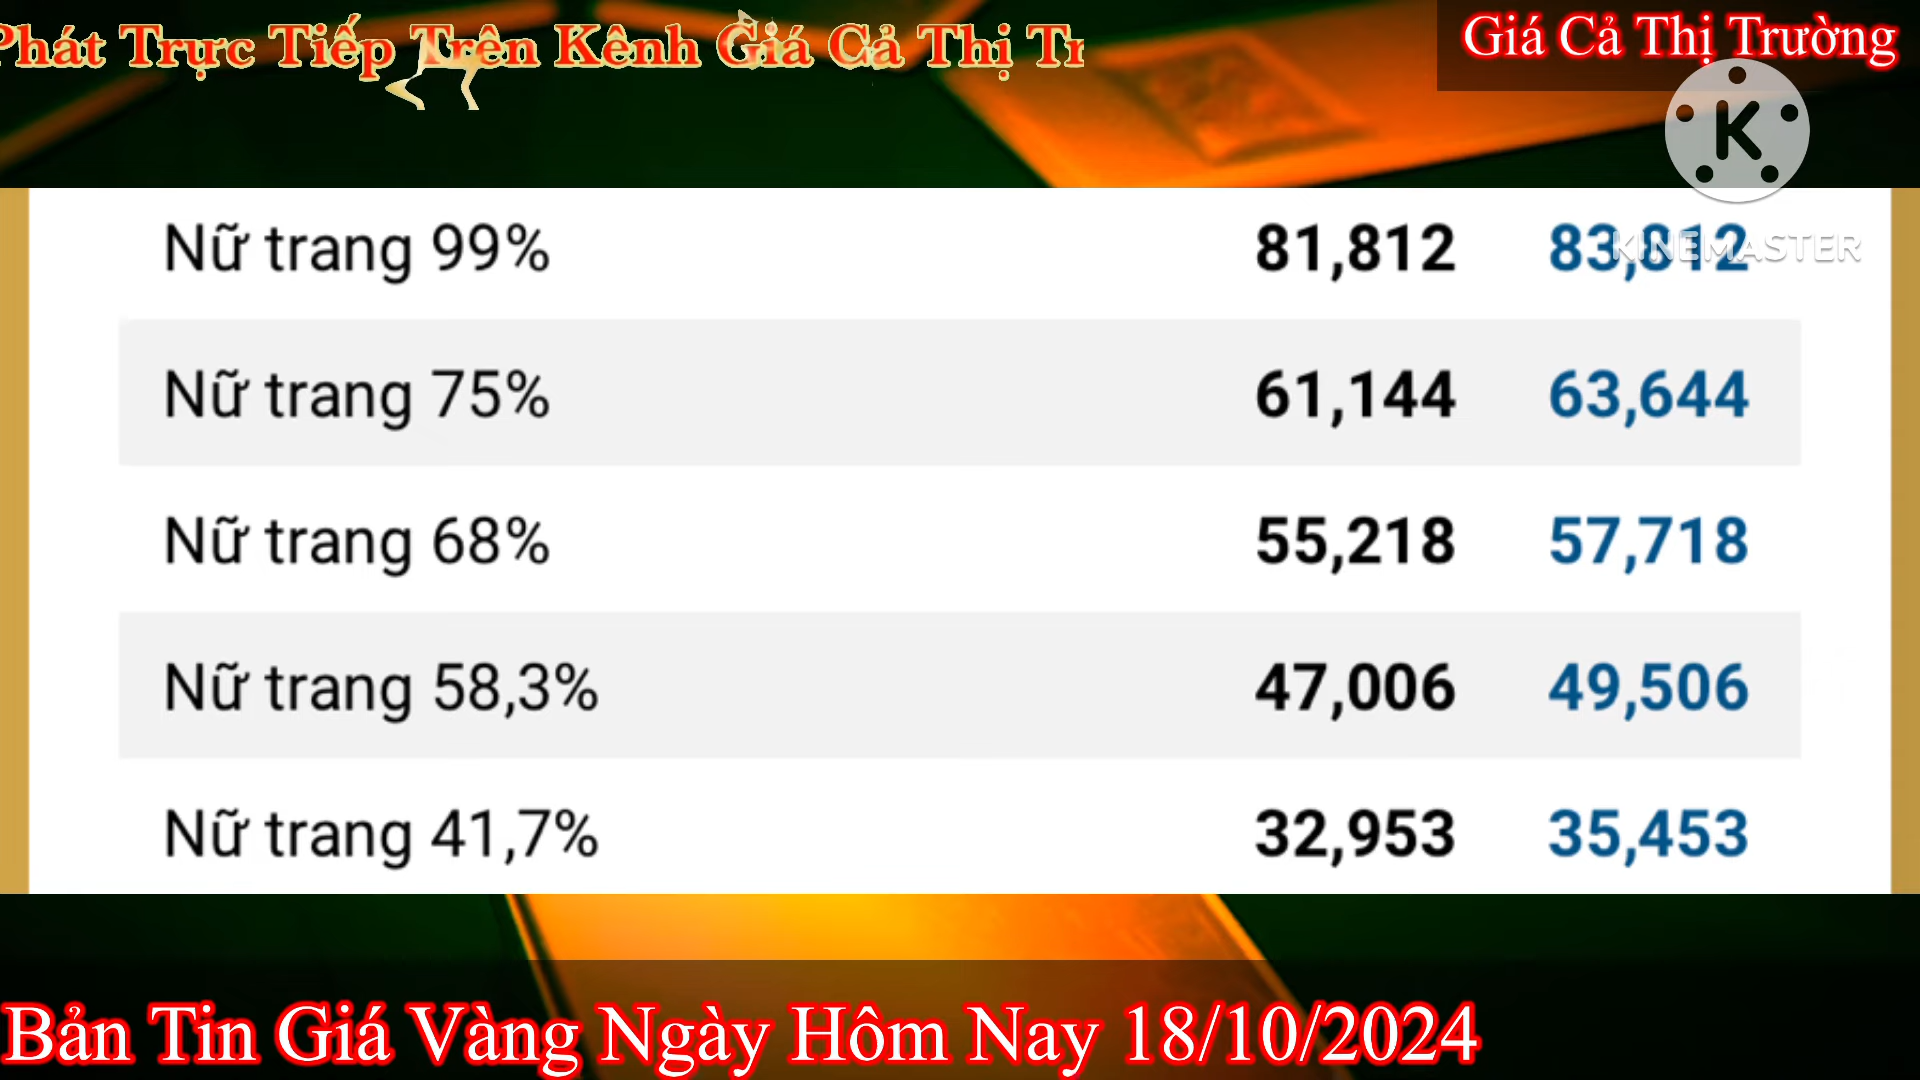 Phát Trực Tiếp Trên Kênh Giá Cả Thị Tr
Giá Cả Thị Trường
K
KINEMASTER
Nữ trang 99% 81,812 83,812
Nữ trang 75% 61,144 63,644
Nữ trang 68% 55,218 57,718
Nữ trang 58,3% 47,006 49,506
Nữ trang 41,7% 32,953 35,453
Bản Tin Giá Vàng Ngày Hôm Nay 18/10/2024